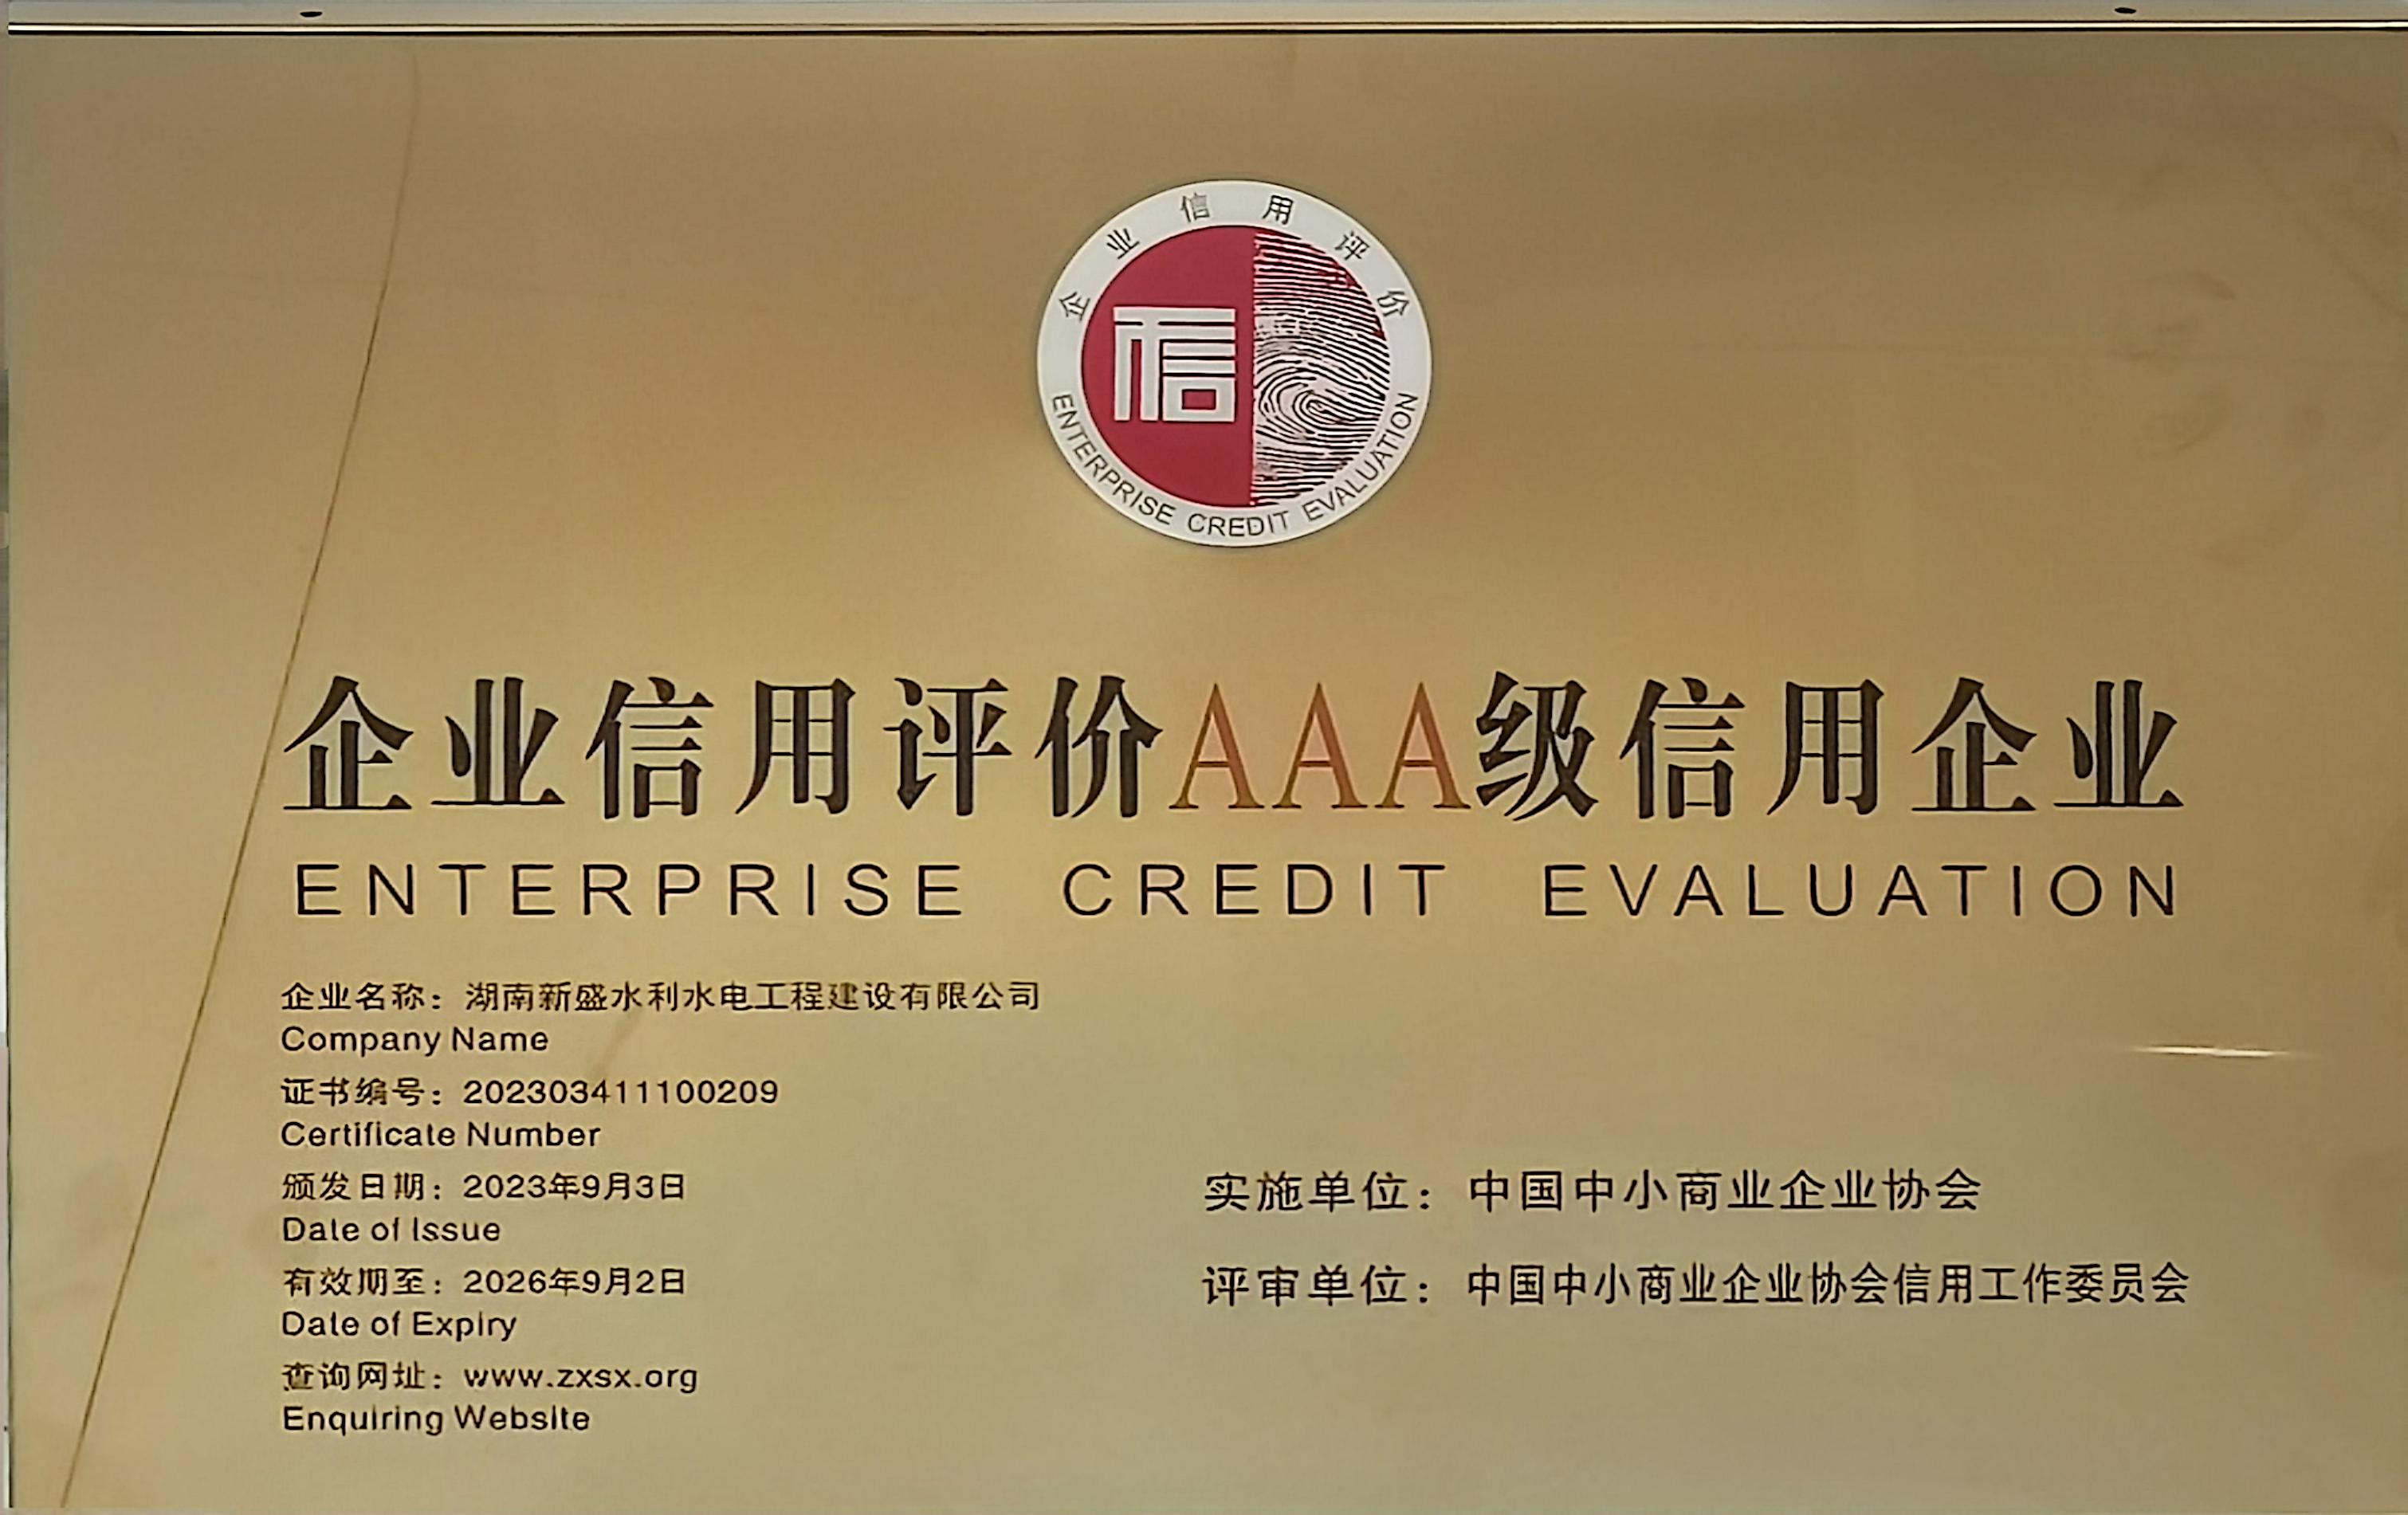 企业信用评价
信
ENTERPRISE CREDIT EVALUATION
企业信用评价AAA级信用企业
ENTERPRISE CREDIT EVALUATION
企业名称：湖南新盛水利水电工程建设有限公司
Company Name
证书编号：202303411100209
Certificate Number
颁发日期：2023年9月3日
Date of Issue
有效期至：2026年9月2日
Date of Expiry
查询网址：www.zxsx.org
Enquiring Website
实施单位：中国中小商业企业协会
评审单位：中国中小商业企业协会信用工作委员会